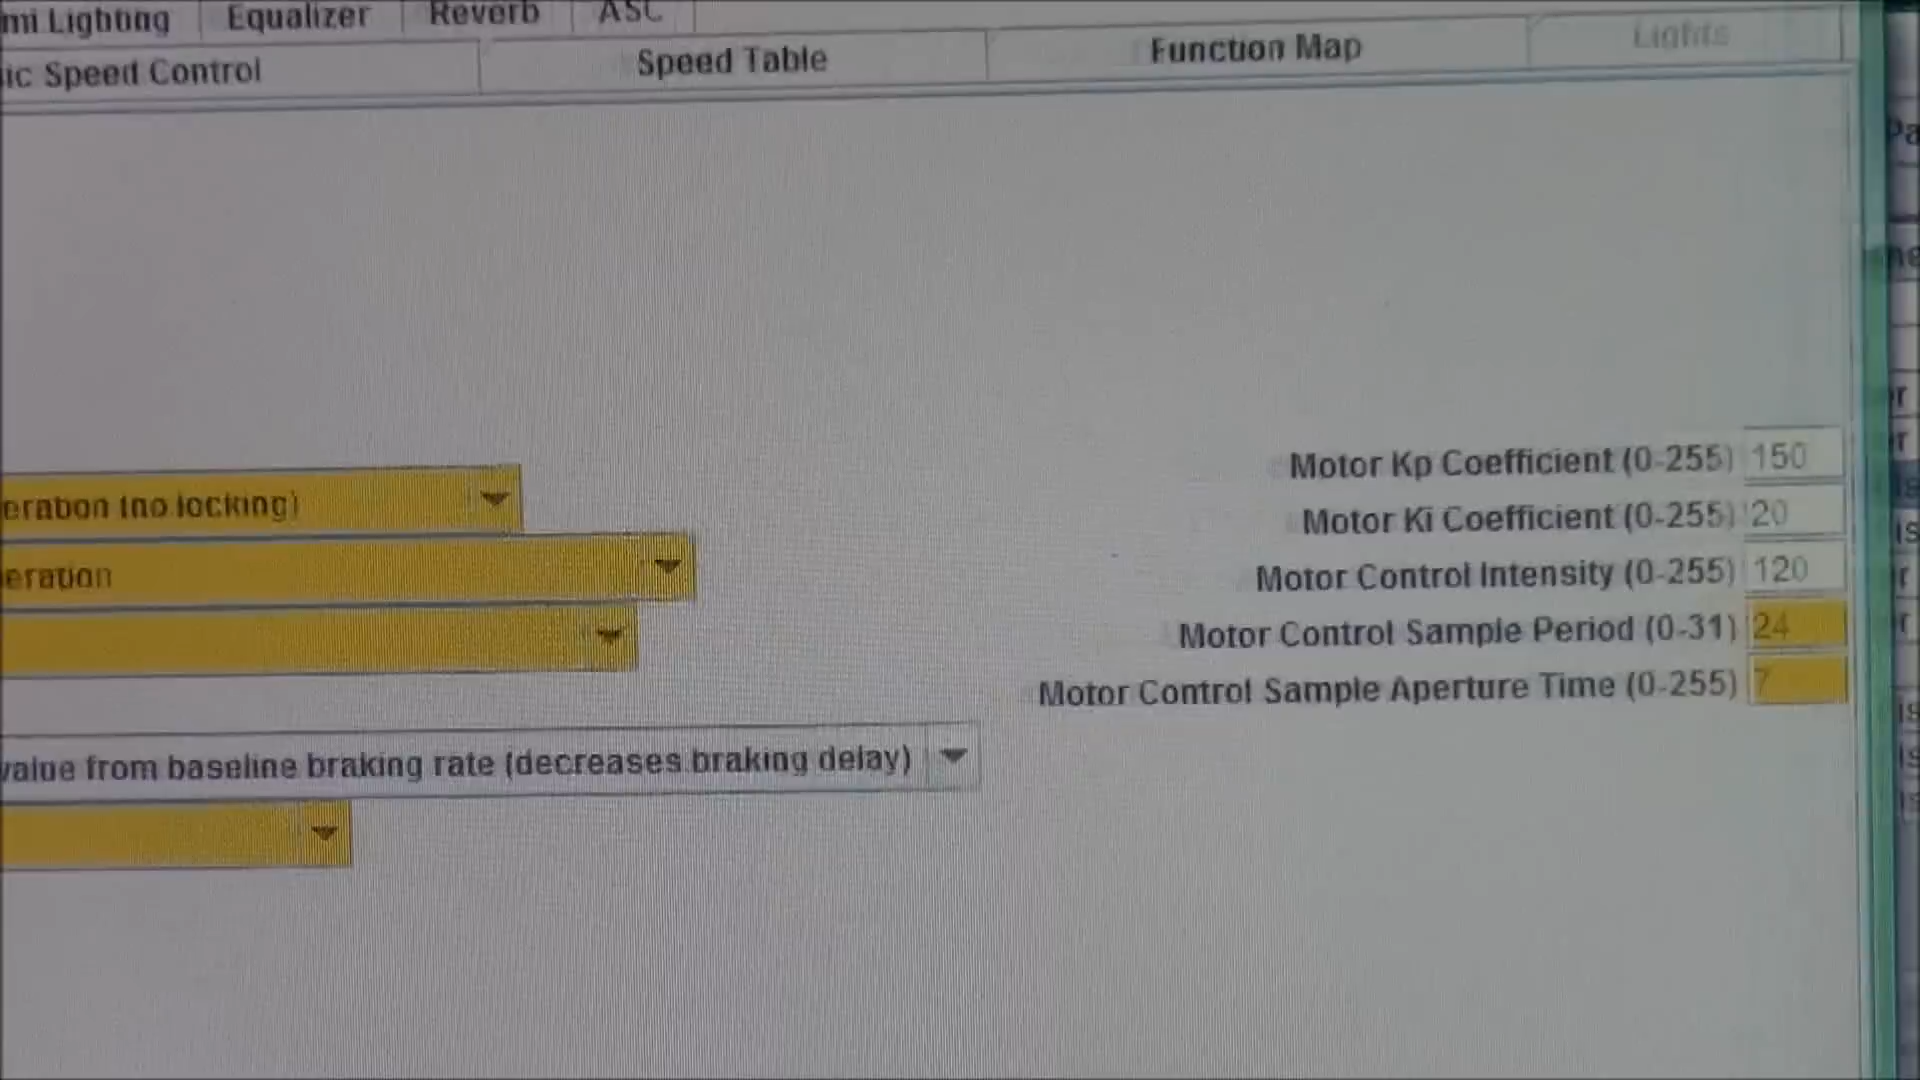 mi Lighting Equalizer Reverb ASC
ic Speed Control Speed Table Function Map Lights
Motor Kp Coefficient (0-255) 150
eration (no locking)
Motor Ki Coefficient (0-255) 20
eration
Motor Control Intensity (0-255) 120
Motor Control Sample Period (0-31) 24
Motor Control Sample Aperture Time (0-255) 7
value from baseline braking rate (decreases braking delay)